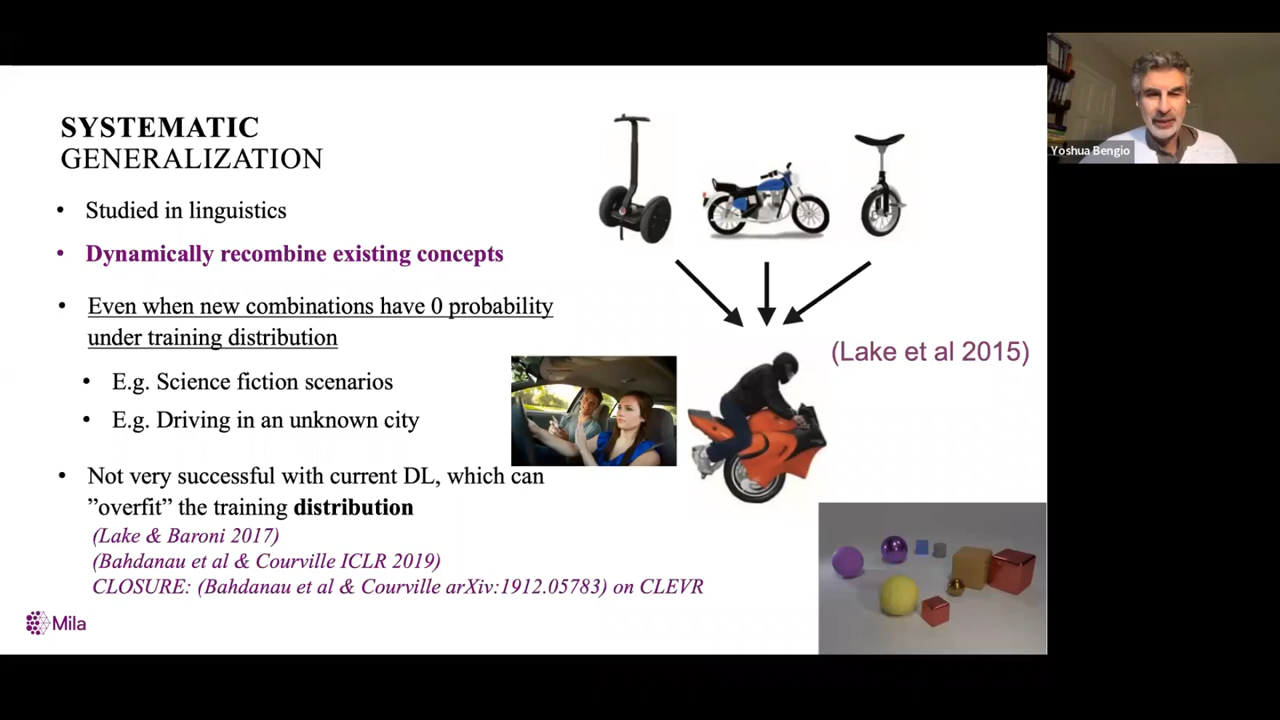 SYSTEMATIC
GENERALIZATION
• Studied in linguistics
• Dynamically recombine existing concepts
• Even when new combinations have 0 probability
under training distribution
• E.g. Science fiction scenarios
• E.g. Driving in an unknown city
• Not very successful with current DL, which can
”overfit” the training distribution
(Lake & Baroni 2017)
(Bahdanau et al & Courville ICLR 2019)
CLOSURE: (Bahdanau et al & Courville arXiv:1912.05783) on CLEVR
Mila
(Lake et al 2015)
Yoshua Bengio